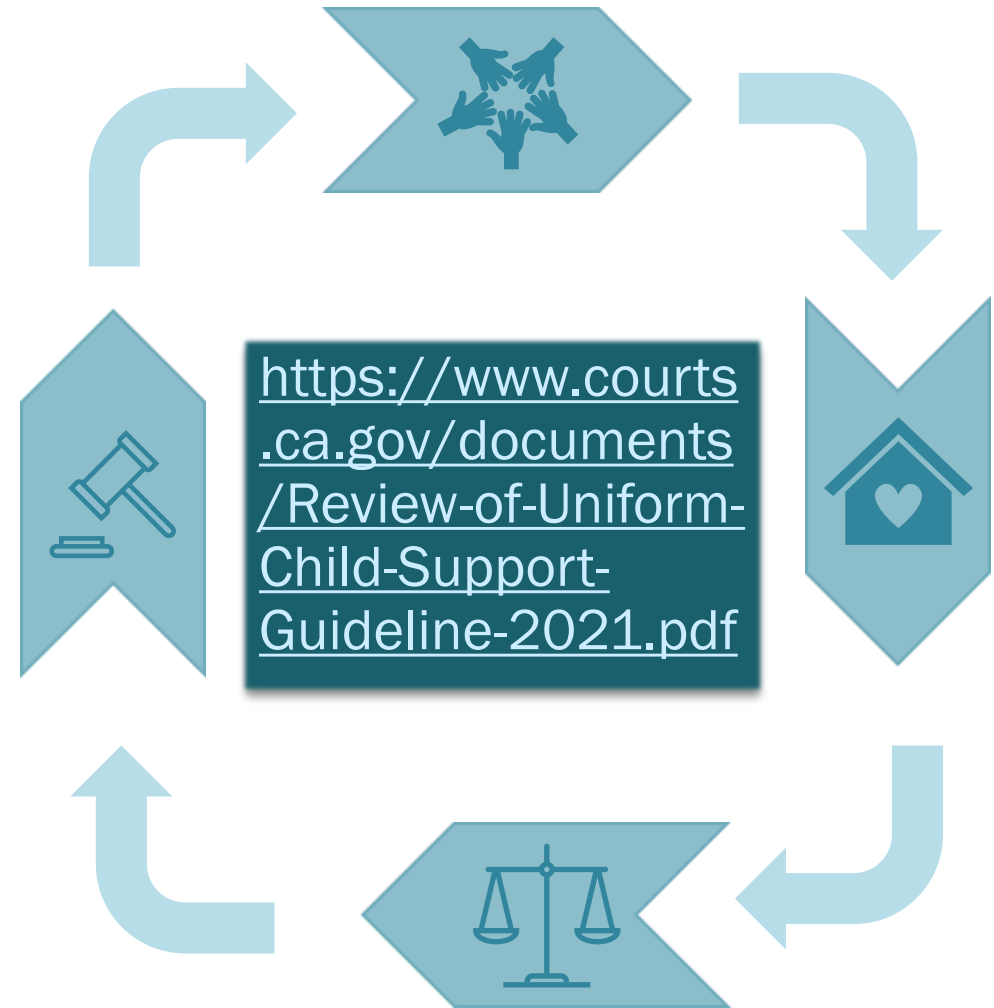 https://www.courts
.ca.gov/documents
/Review-of-Uniform-
Child-Support-
Guideline-2021.pdf